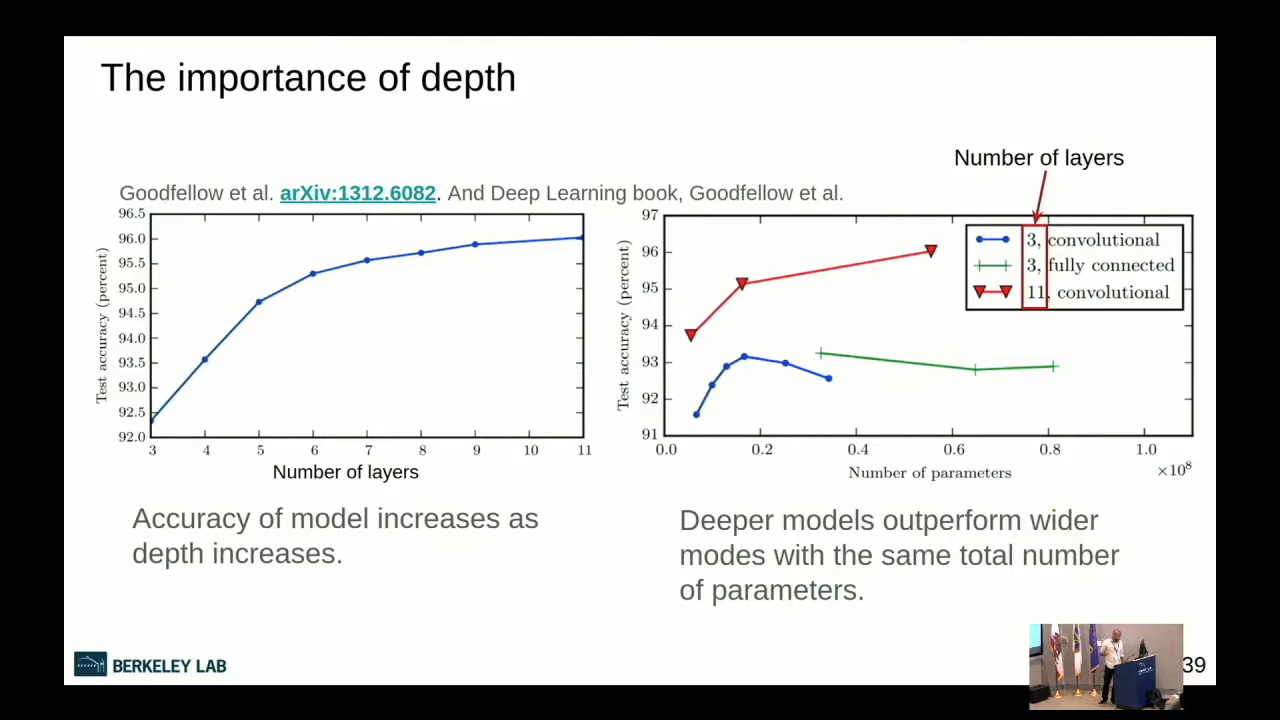 The importance of depth
Number of layers
Goodfellow et al. arXiv:1312.6082. And Deep Learning book, Goodfellow et al.
96.5
96.0
95.5
95.0
94.5
94.0
93.5
93.0
92.5
92.0
Test accuracy (percent)
3 4 5 6 7 8 9 10 11
Number of layers
97
96
95
94
93
92
91
Test accuracy (percent)
3, convolutional
3, fully connected
11, convolutional
0.0 0.2 0.4 0.6 0.8 1.0
×10⁸
Number of parameters
Accuracy of model increases as
depth increases.
Deeper models outperform wider
modes with the same total number
of parameters.
BERKELEY LAB
39